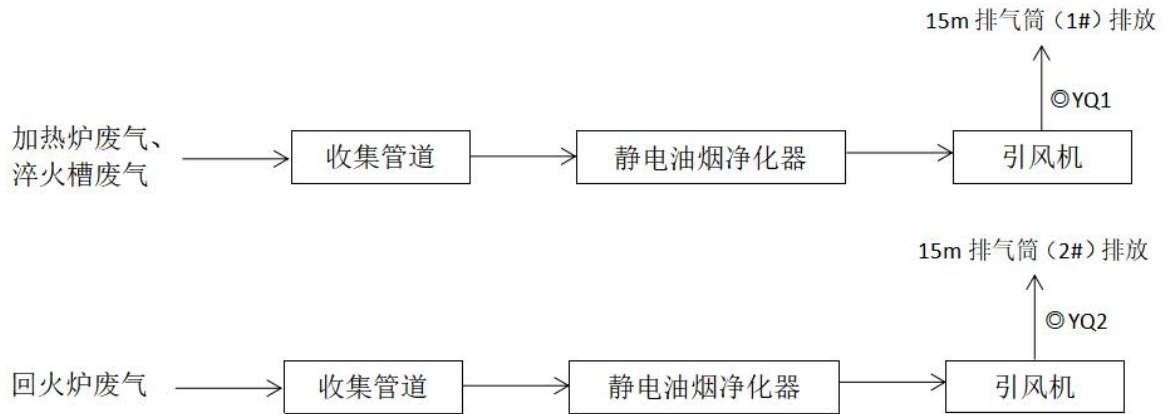 15m 排气筒（1#）排放
◎YQ1
加热炉废气、
淬火槽废气
收集管道
静电油烟净化器
引风机
15m 排气筒（2#）排放
◎YQ2
回火炉废气
收集管道
静电油烟净化器
引风机